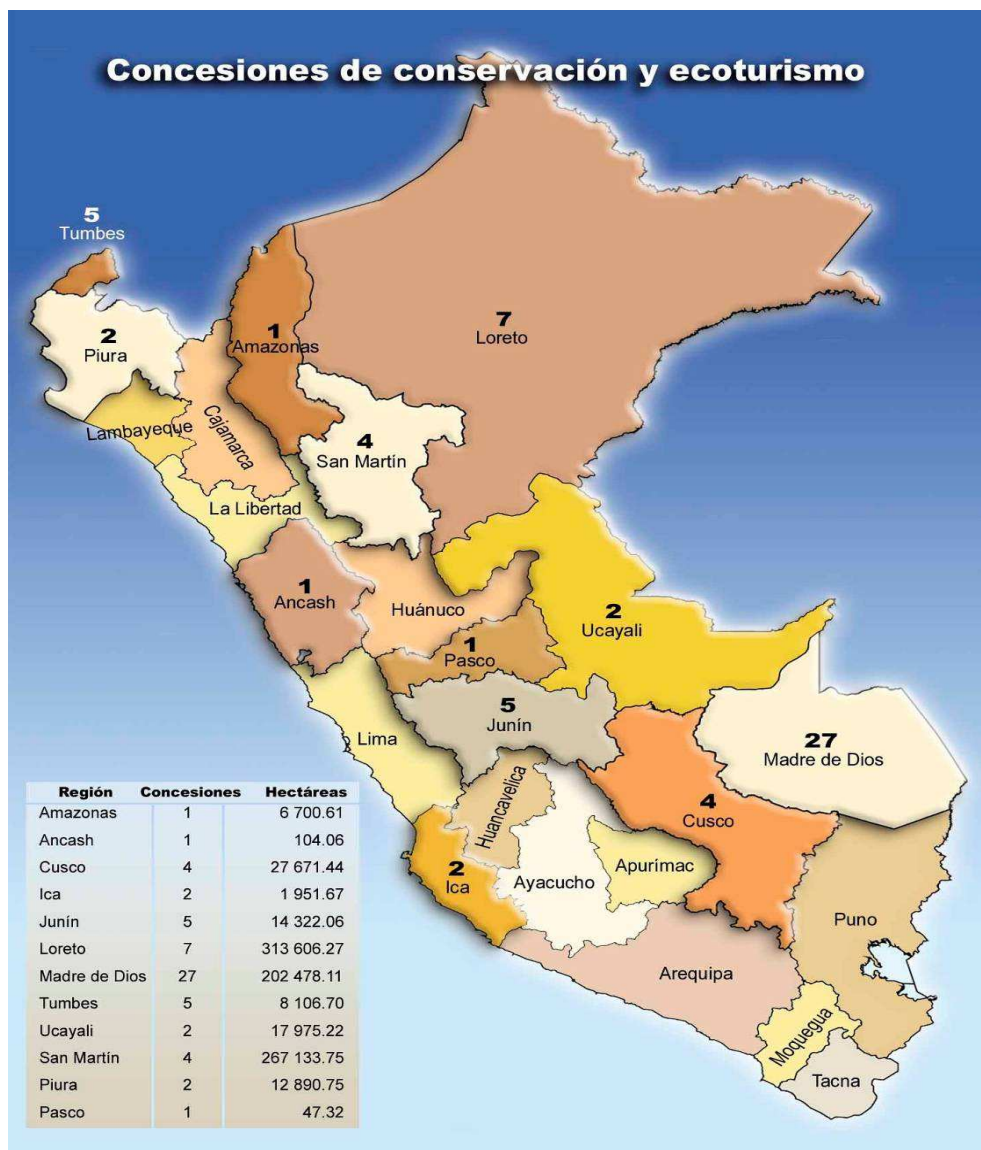 Concesiones de conservación y ecoturismo
5
Tumbes
2
Piura
1
Amazonas
7
Loreto
Lambayeque
Cajamarca
4
San Martín
La Libertad
1
Ancash
Huánuco
2
Ucayali
1
Pasco
5
Junín
Lima
27
Madre de Dios
Huancavelica
4
Cusco
2
Ica
Ayacucho
Apurímac
Puno
Arequipa
Moquegua
Tacna
Región Concesiones Hectáreas
Amazonas 1 6 700.61
Ancash 1 104.06
Cusco 4 27 671.44
Ica 2 1 951.67
Junín 5 14 322.06
Loreto 7 313 606.27
Madre de Dios 27 202 478.11
Tumbes 5 8 106.70
Ucayali 2 17 975.22
San Martín 4 267 133.75
Piura 2 12 890.75
Pasco 1 47.32